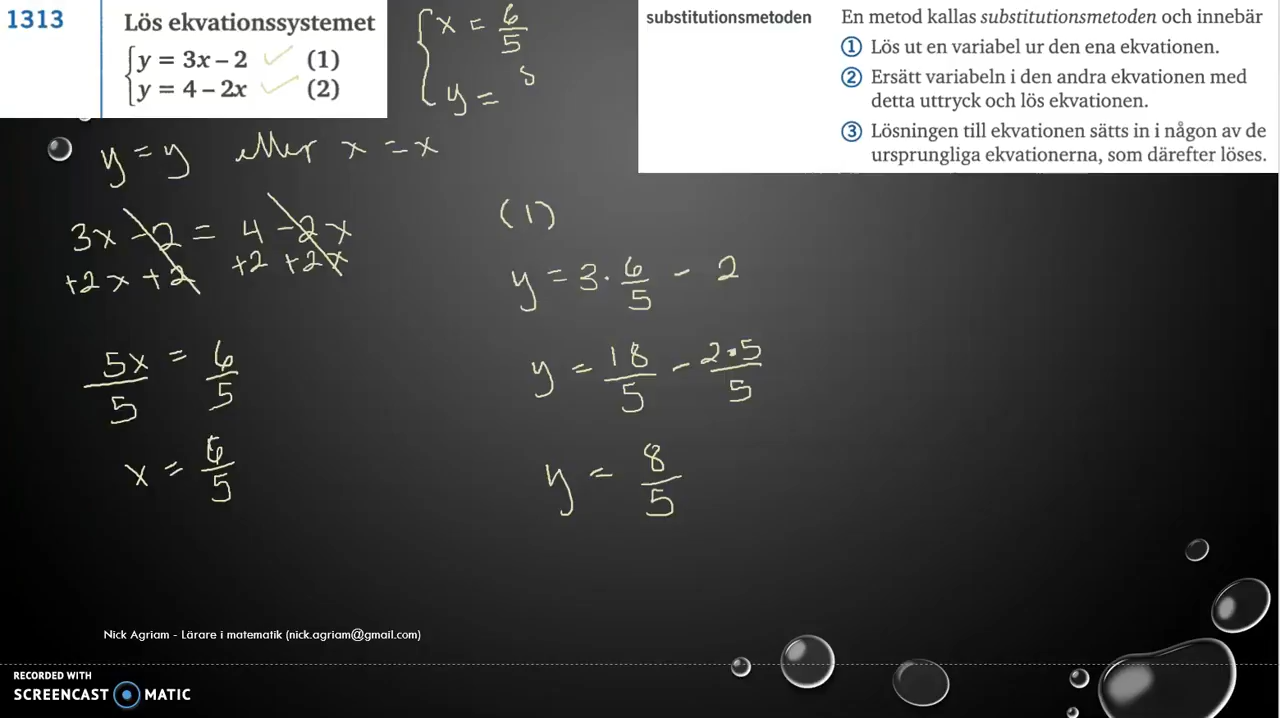 1313
Lös ekvationssystemet
y = 3x – 2 (1)
y = 4 – 2x (2)
x = 6/5
y =
substitutionsmetoden
En metod kallas substitutionsmetoden och innebär
1 Lös ut en variabel ur den ena ekvationen.
2 Ersätt variabeln i den andra ekvationen med
detta uttryck och lös ekvationen.
3 Lösningen till ekvationen sätts in i någon av de
ursprungliga ekvationerna, som därefter löses.
y = y eller x = x
3x - 2 = 4 - 2x
+2x +2 +2 +2x
5x/5 = 6/5
x = 6/5
(1)
y = 3 · 6/5 - 2
y = 18/5 - 2·5/5
y = 8/5
Nick Agriam - Lärare i matematik (nick.agriam@gmail.com)
RECORDED WITH
SCREENCAST MATIC